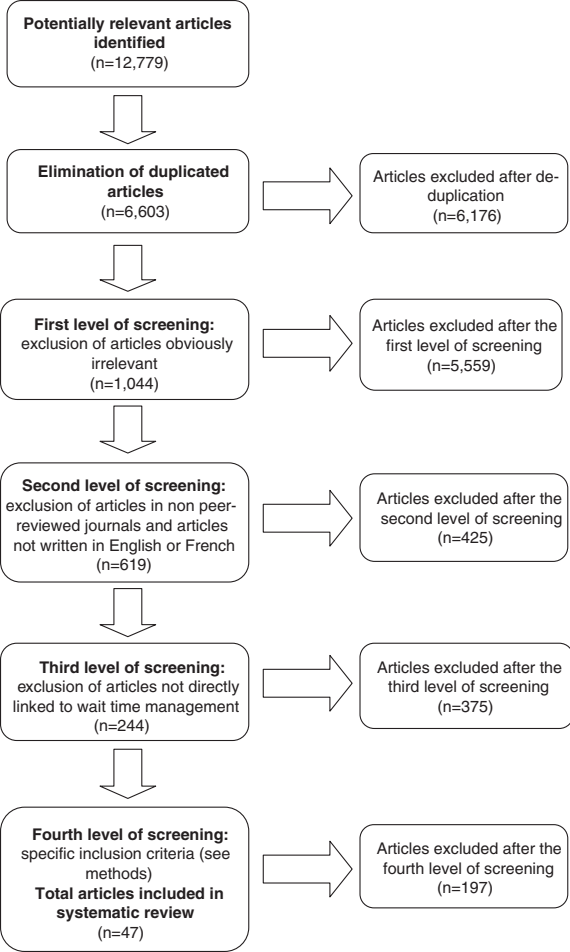 Potentially relevant articles
identified
(n=12,779)
Elimination of duplicated
articles
(n=6,603)
Articles excluded after de-
duplication
(n=6,176)
First level of screening:
exclusion of articles obviously
irrelevant
(n=1,044)
Articles excluded after the
first level of screening
(n=5,559)
Second level of screening:
exclusion of articles in non peer-
reviewed journals and articles
not written in English or French
(n=619)
Articles excluded after the
second level of screening
(n=425)
Third level of screening:
exclusion of articles not directly
linked to wait time management
(n=244)
Articles excluded after the
third level of screening
(n=375)
Fourth level of screening:
specific inclusion criteria (see
methods)
Total articles included in
systematic review
(n=47)
Articles excluded after the
fourth level of screening
(n=197)